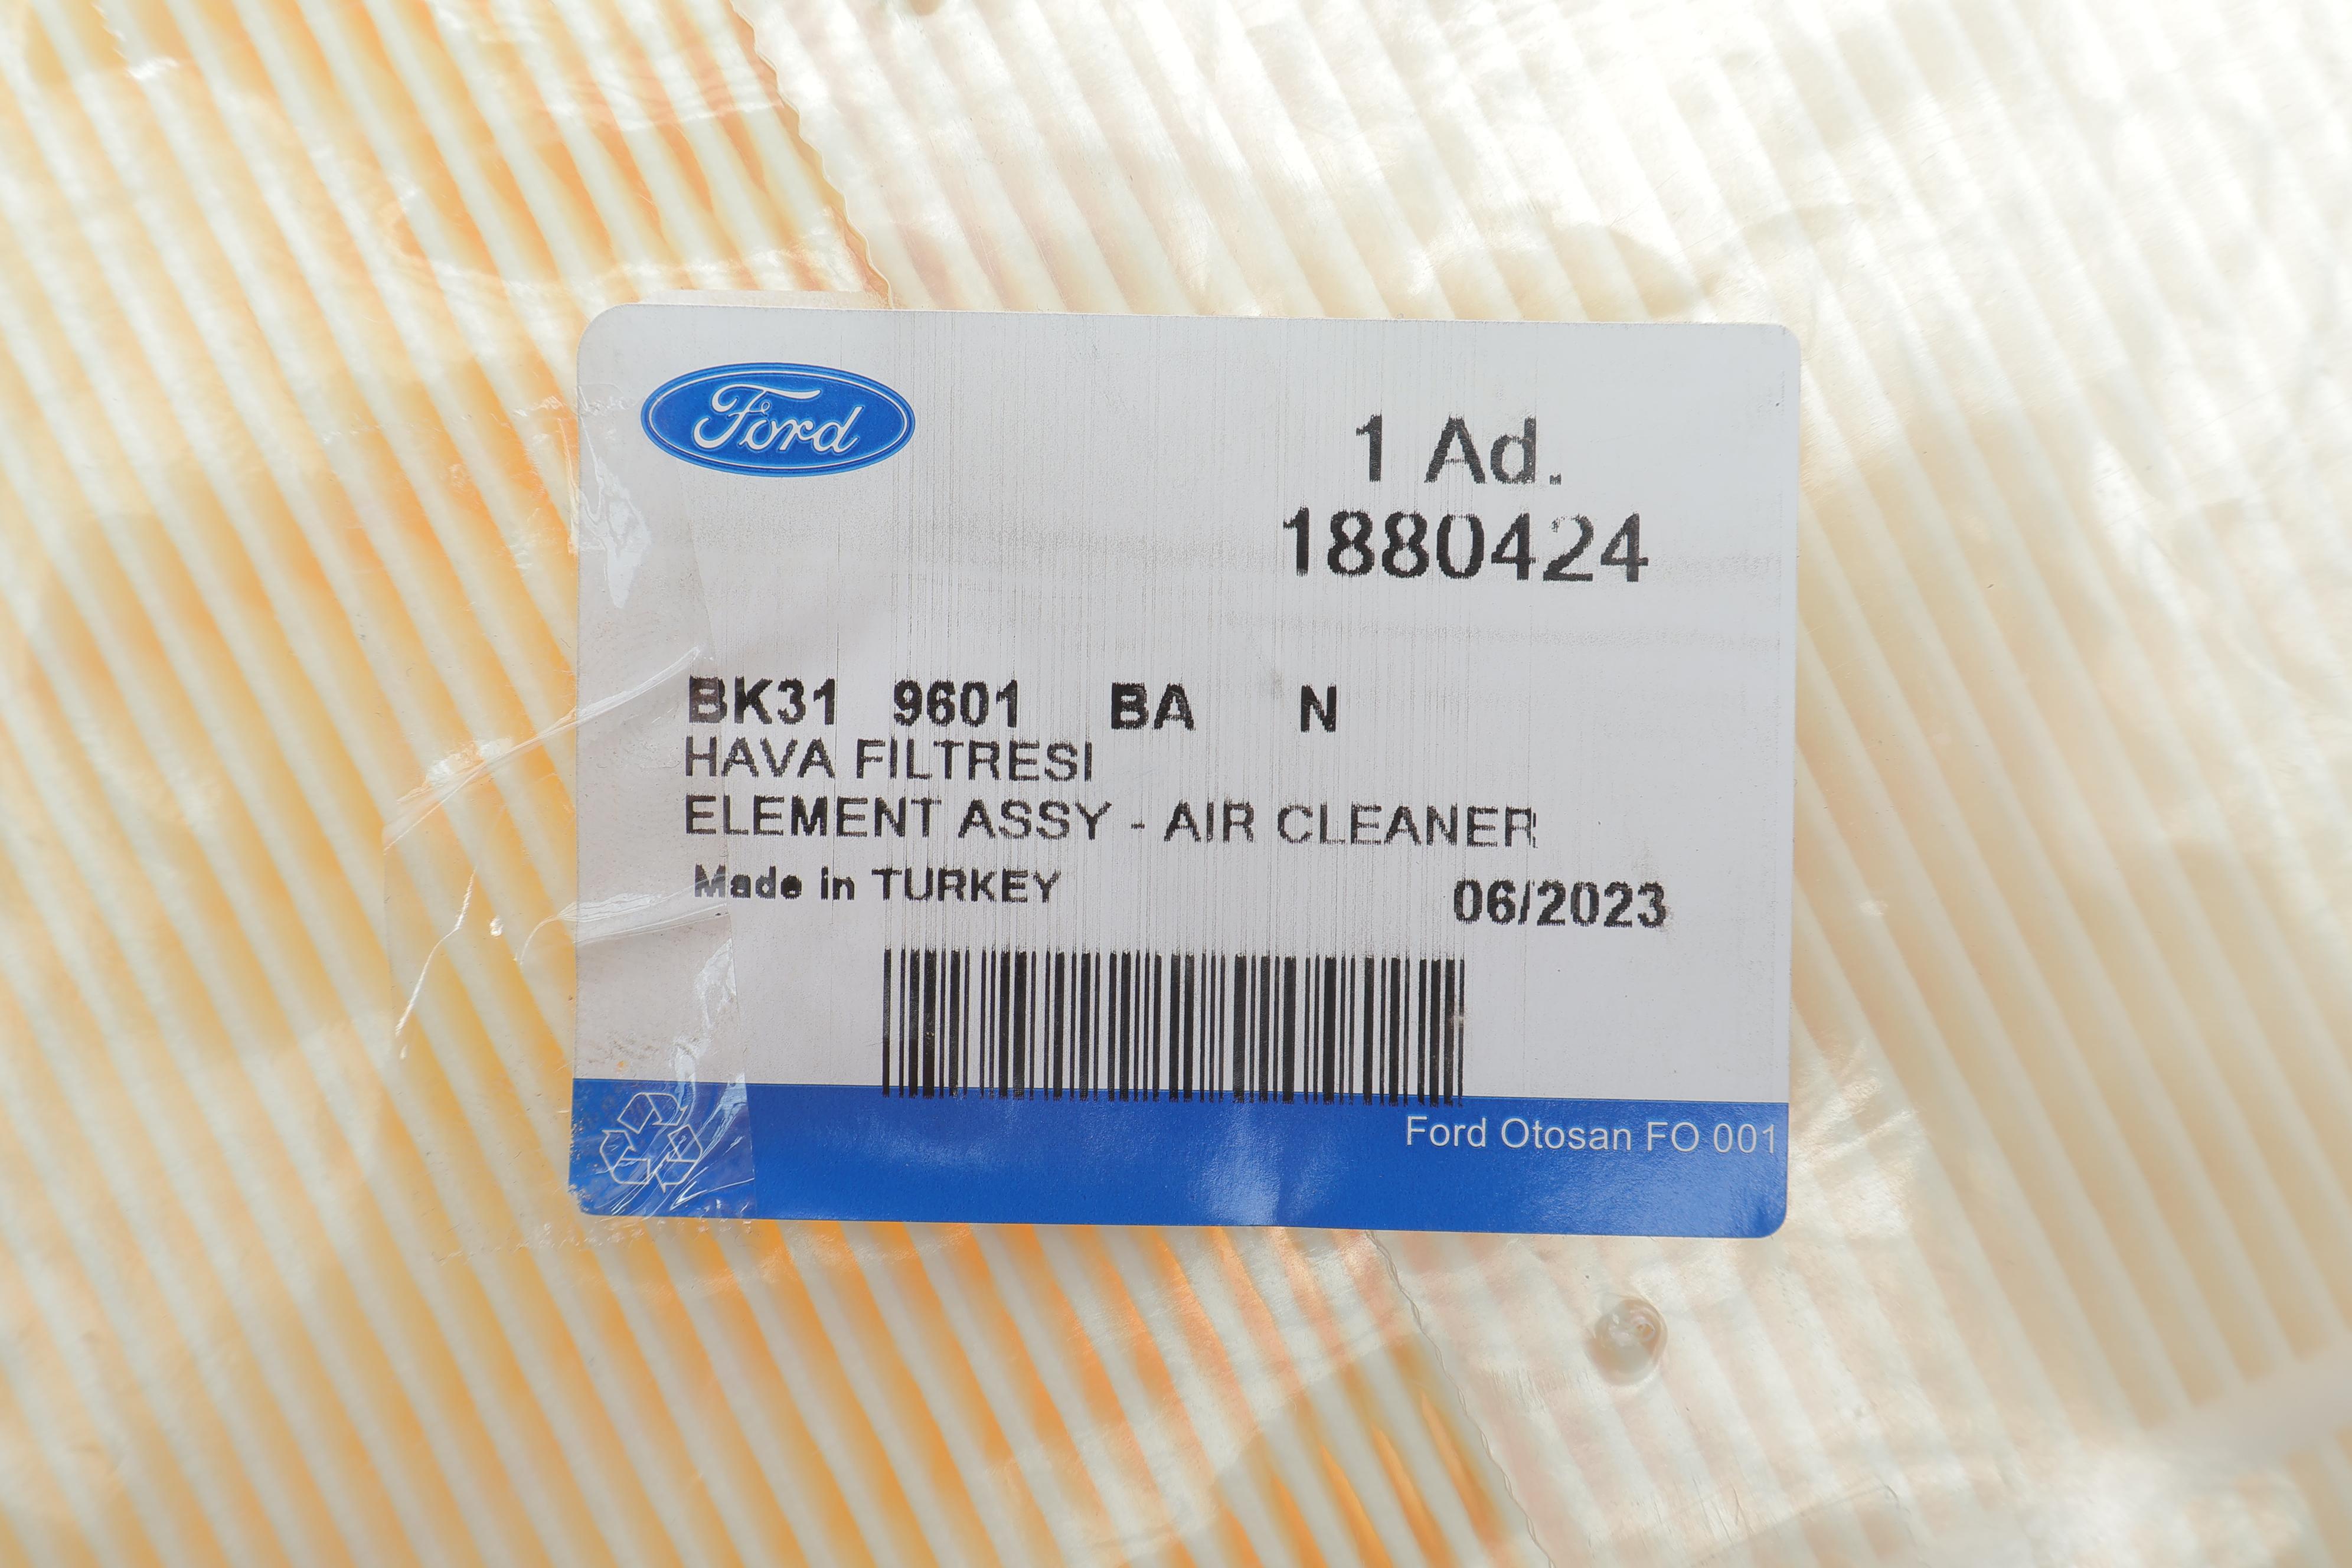 Ford
1 Ad.
1880424
BK31 9601 BA N
HAVA FILTRESI
ELEMENT ASSY - AIR CLEANER
Made in TURKEY
06/2023
Ford Otosan FO 001